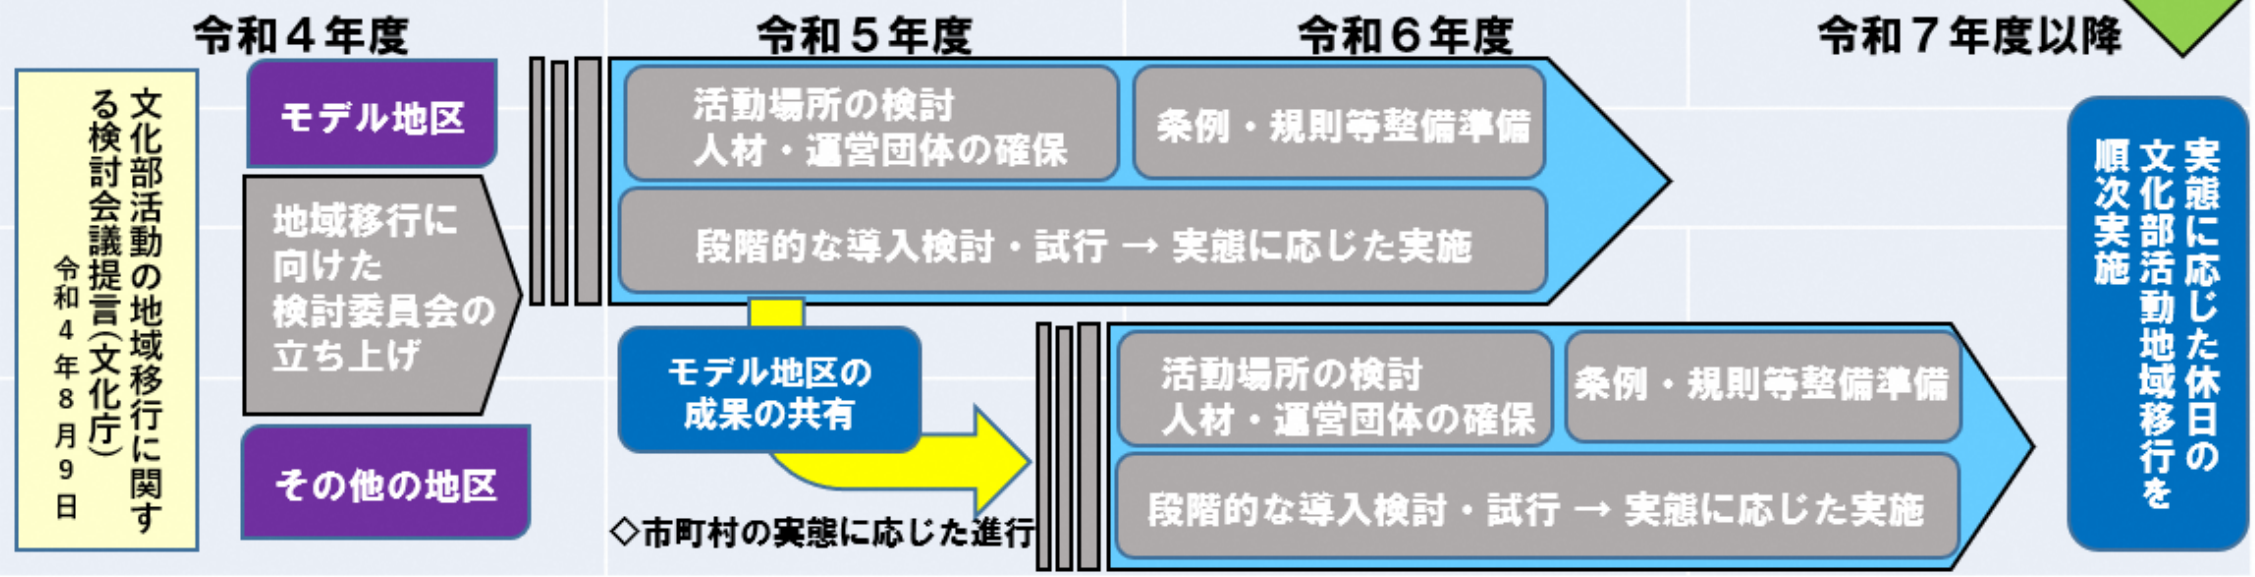 令和４年度
令和５年度
令和６年度
令和７年度以降
文化部活動の地域移行に関す
る検討会議提言(文化庁)
令和4年8月9日
モデル地区
地域移行に
向けた
検討委員会の
立ち上げ
その他の地区
活動場所の検討
人材・運営団体の確保
条例・規則等整備準備
段階的な導入検討・試行 → 実態に応じた実施
モデル地区の
成果の共有
◇市町村の実態に応じた進行
活動場所の検討
人材・運営団体の確保
条例・規則等整備準備
段階的な導入検討・試行 → 実態に応じた実施
実態に応じた休日の
文化部活動地域移行を
順次実施